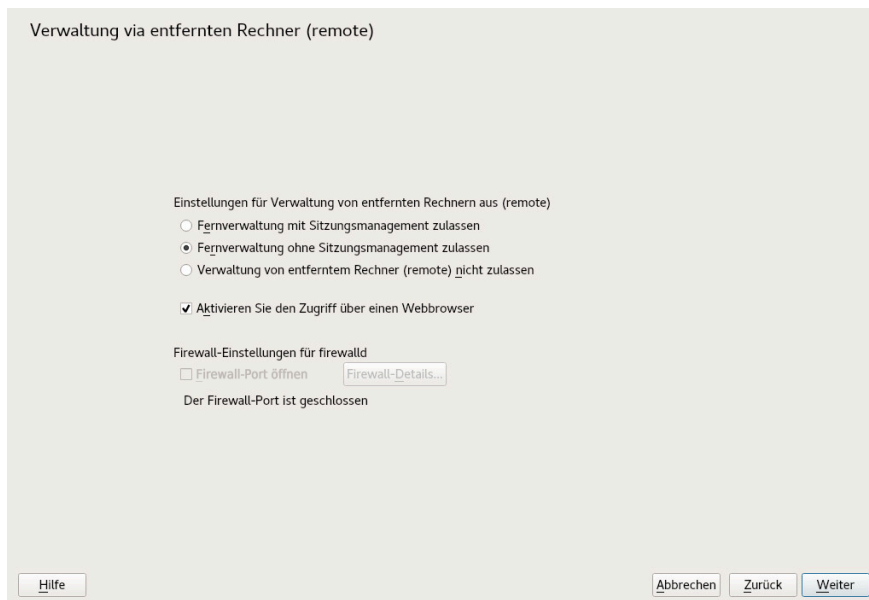 Verwaltung via entfernten Rechner (remote)
Einstellungen für Verwaltung von entfernten Rechnern aus (remote)
Fernverwaltung mit Sitzungsmanagement zulassen
Fernverwaltung ohne Sitzungsmanagement zulassen
Verwaltung von entferntem Rechner (remote) nicht zulassen
Aktivieren Sie den Zugriff über einen Webbrowser
Firewall-Einstellungen für firewalld
Firewall-Port öffnen Firewall-Details...
Der Firewall-Port ist geschlossen
Hilfe Abbrechen Zurück Weiter